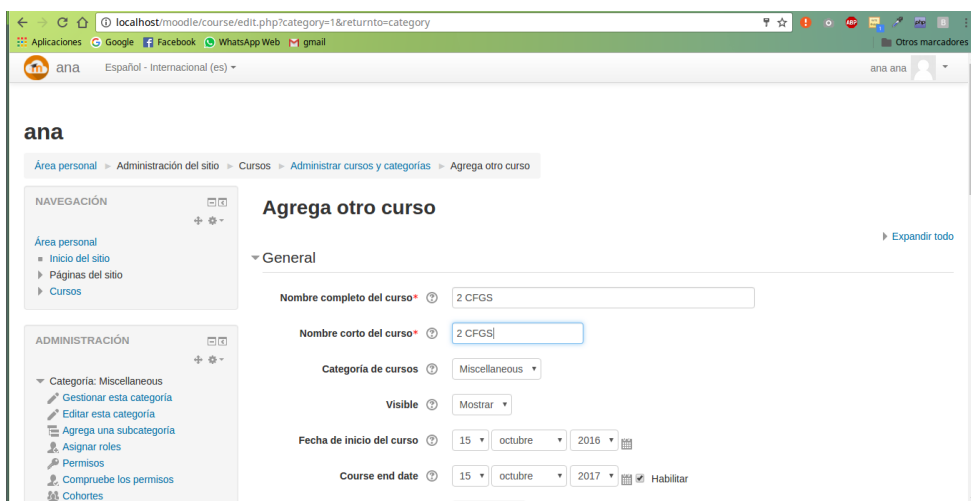 localhost/moodle/course/edit.php?category=1&returnto=category
Aplicaciones Google Facebook WhatsApp Web gmail Otros marcadores
ana Español - Internacional (es) ana ana
ana
Área personal Administración del sitio Cursos Administrar cursos y categorías Agrega otro curso
NAVEGACIÓN
Área personal
Inicio del sitio
Páginas del sitio
Cursos
ADMINISTRACIÓN
Categoría: Miscellaneous
Gestionar esta categoría
Editar esta categoría
Agrega una subcategoría
Asignar roles
Permisos
Compruebe los permisos
Cohortes
Agrega otro curso
Expandir todo
General
Nombre completo del curso* 2 CFGS
Nombre corto del curso* 2 CFGS
Categoría de cursos Miscellaneous
Visible Mostrar
Fecha de inicio del curso 15 octubre 2016
Course end date 15 octubre 2017 Habilitar